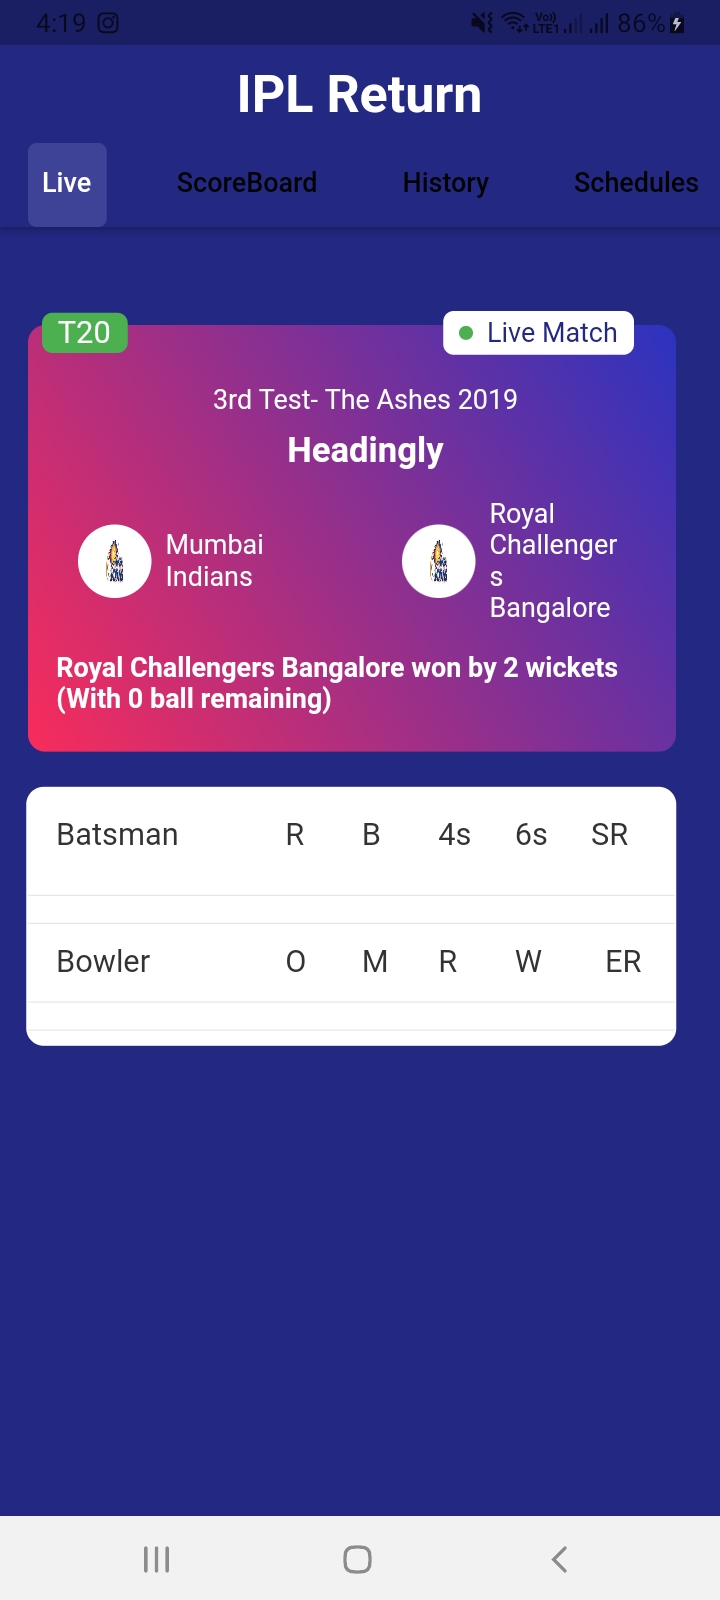 4:19 Vo)) LTE1 86%
IPL Return
Live ScoreBoard History Schedules
T20 Live Match
3rd Test- The Ashes 2019
Headingly
Mumbai
Indians
Royal
Challenger
s
Bangalore
Royal Challengers Bangalore won by 2 wickets
(With 0 ball remaining)
Batsman R B 4s 6s SR
Bowler O M R W ER